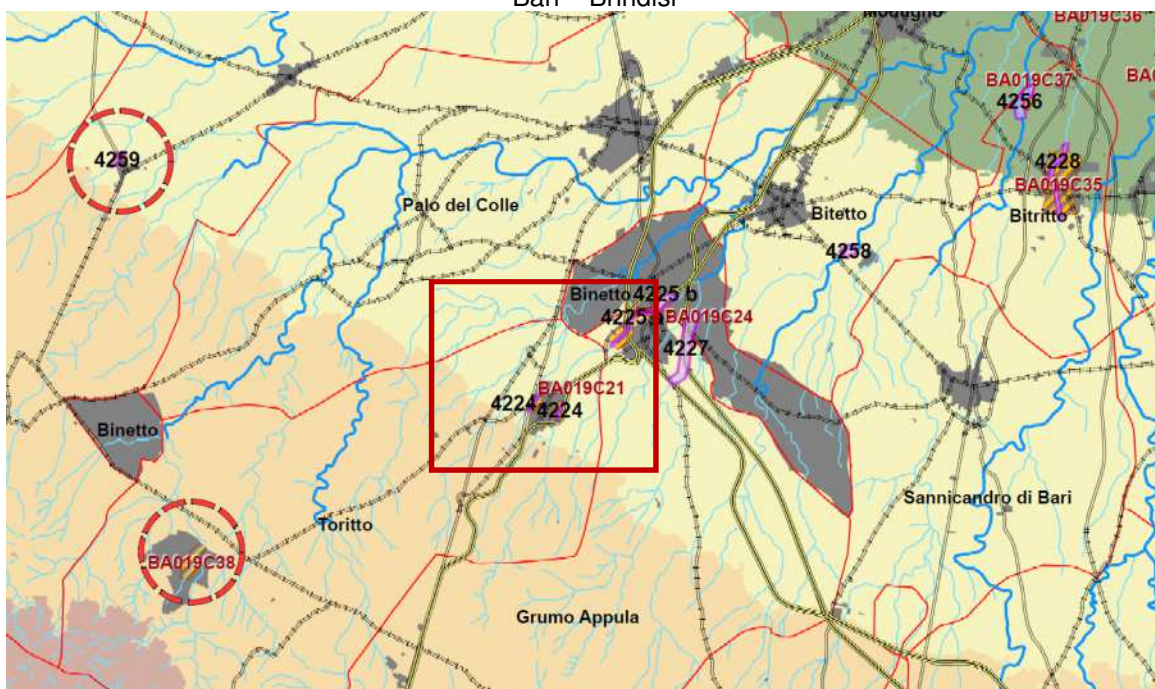 Bari – Brindisi
Modugno
BA019C36
BA019C37
4256
4259
4228
BA019C35
Palo del Colle
Bitetto
Bitritto
4258
Binetto 4225 b
4225 a BA019C24
4227
BA019C21
4224 4224
Binetto
Sannicandro di Bari
Toritto
BA019C38
Grumo Appula